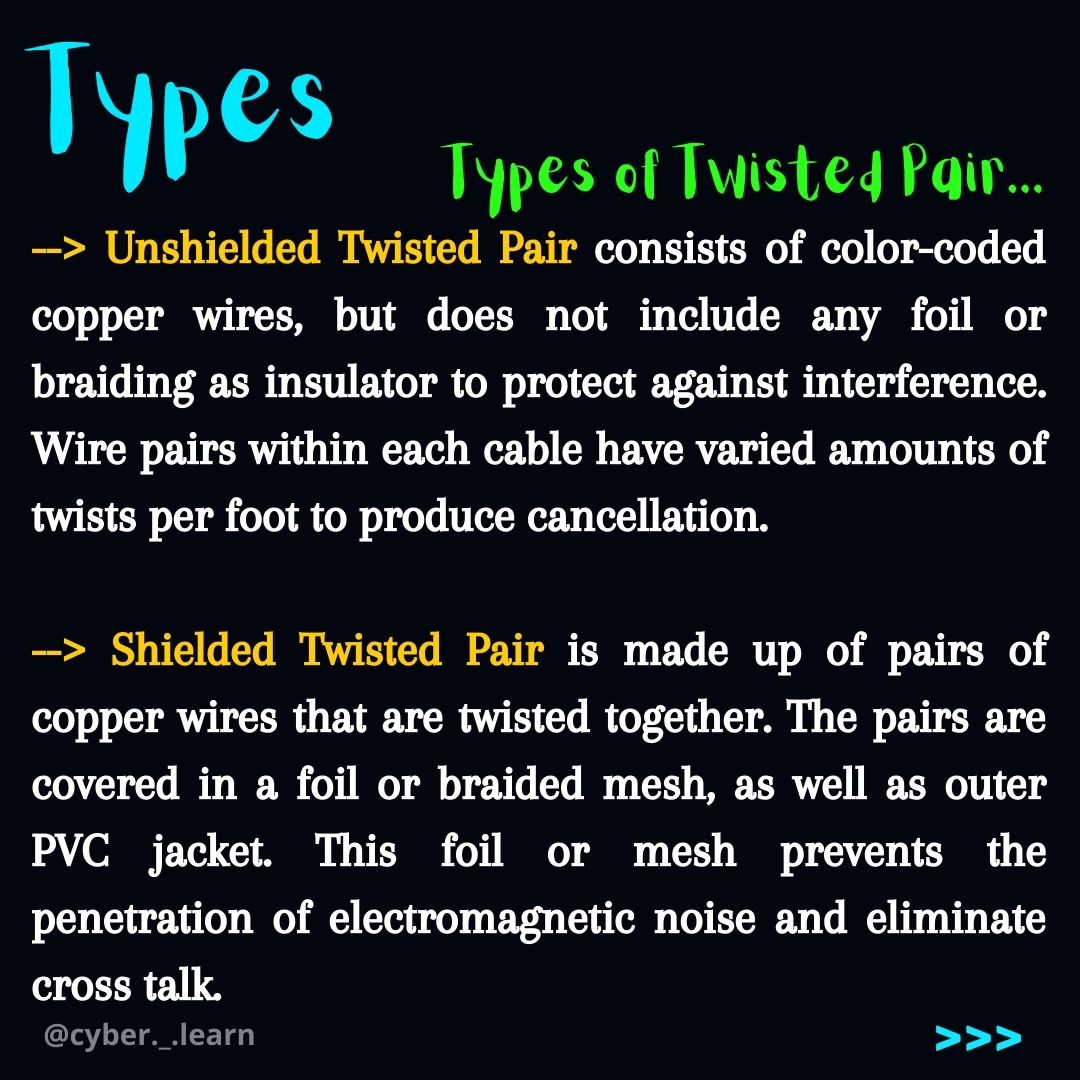 Types
Types of Twisted Pair...
--> Unshielded Twisted Pair consists of color-coded
copper wires, but does not include any foil or
braiding as insulator to protect against interference.
Wire pairs within each cable have varied amounts of
twists per foot to produce cancellation.
--> Shielded Twisted Pair is made up of pairs of
copper wires that are twisted together. The pairs are
covered in a foil or braided mesh, as well as outer
PVC jacket. This foil or mesh prevents the
penetration of electromagnetic noise and eliminate
cross talk.
@cyber._.learn
>>>